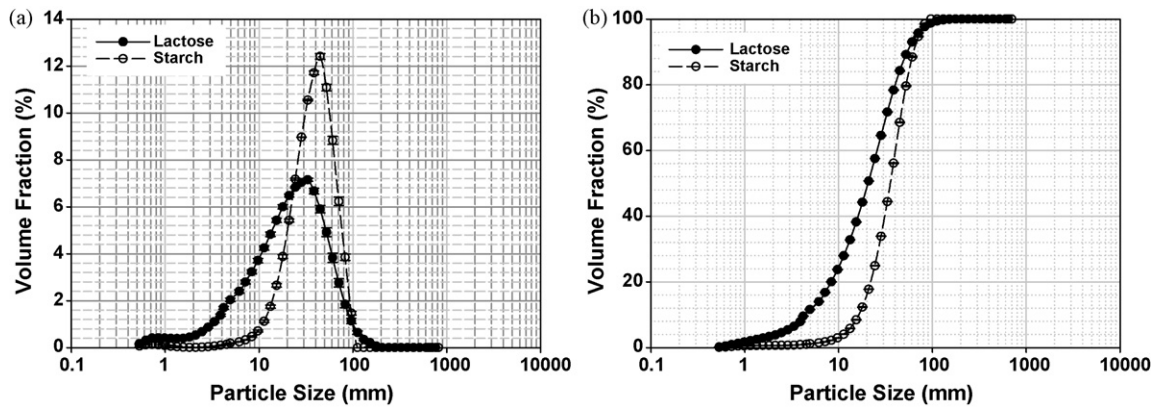 (a)
Lactose
Starch
Volume Fraction (%)
14
12
10
8
6
4
2
0
0.1 1 10 100 1000 10000
Particle Size (mm)
(b)
Lactose
Starch
Volume Fraction (%)
100
80
60
40
20
0
0.1 1 10 100 1000 10000
Particle Size (mm)